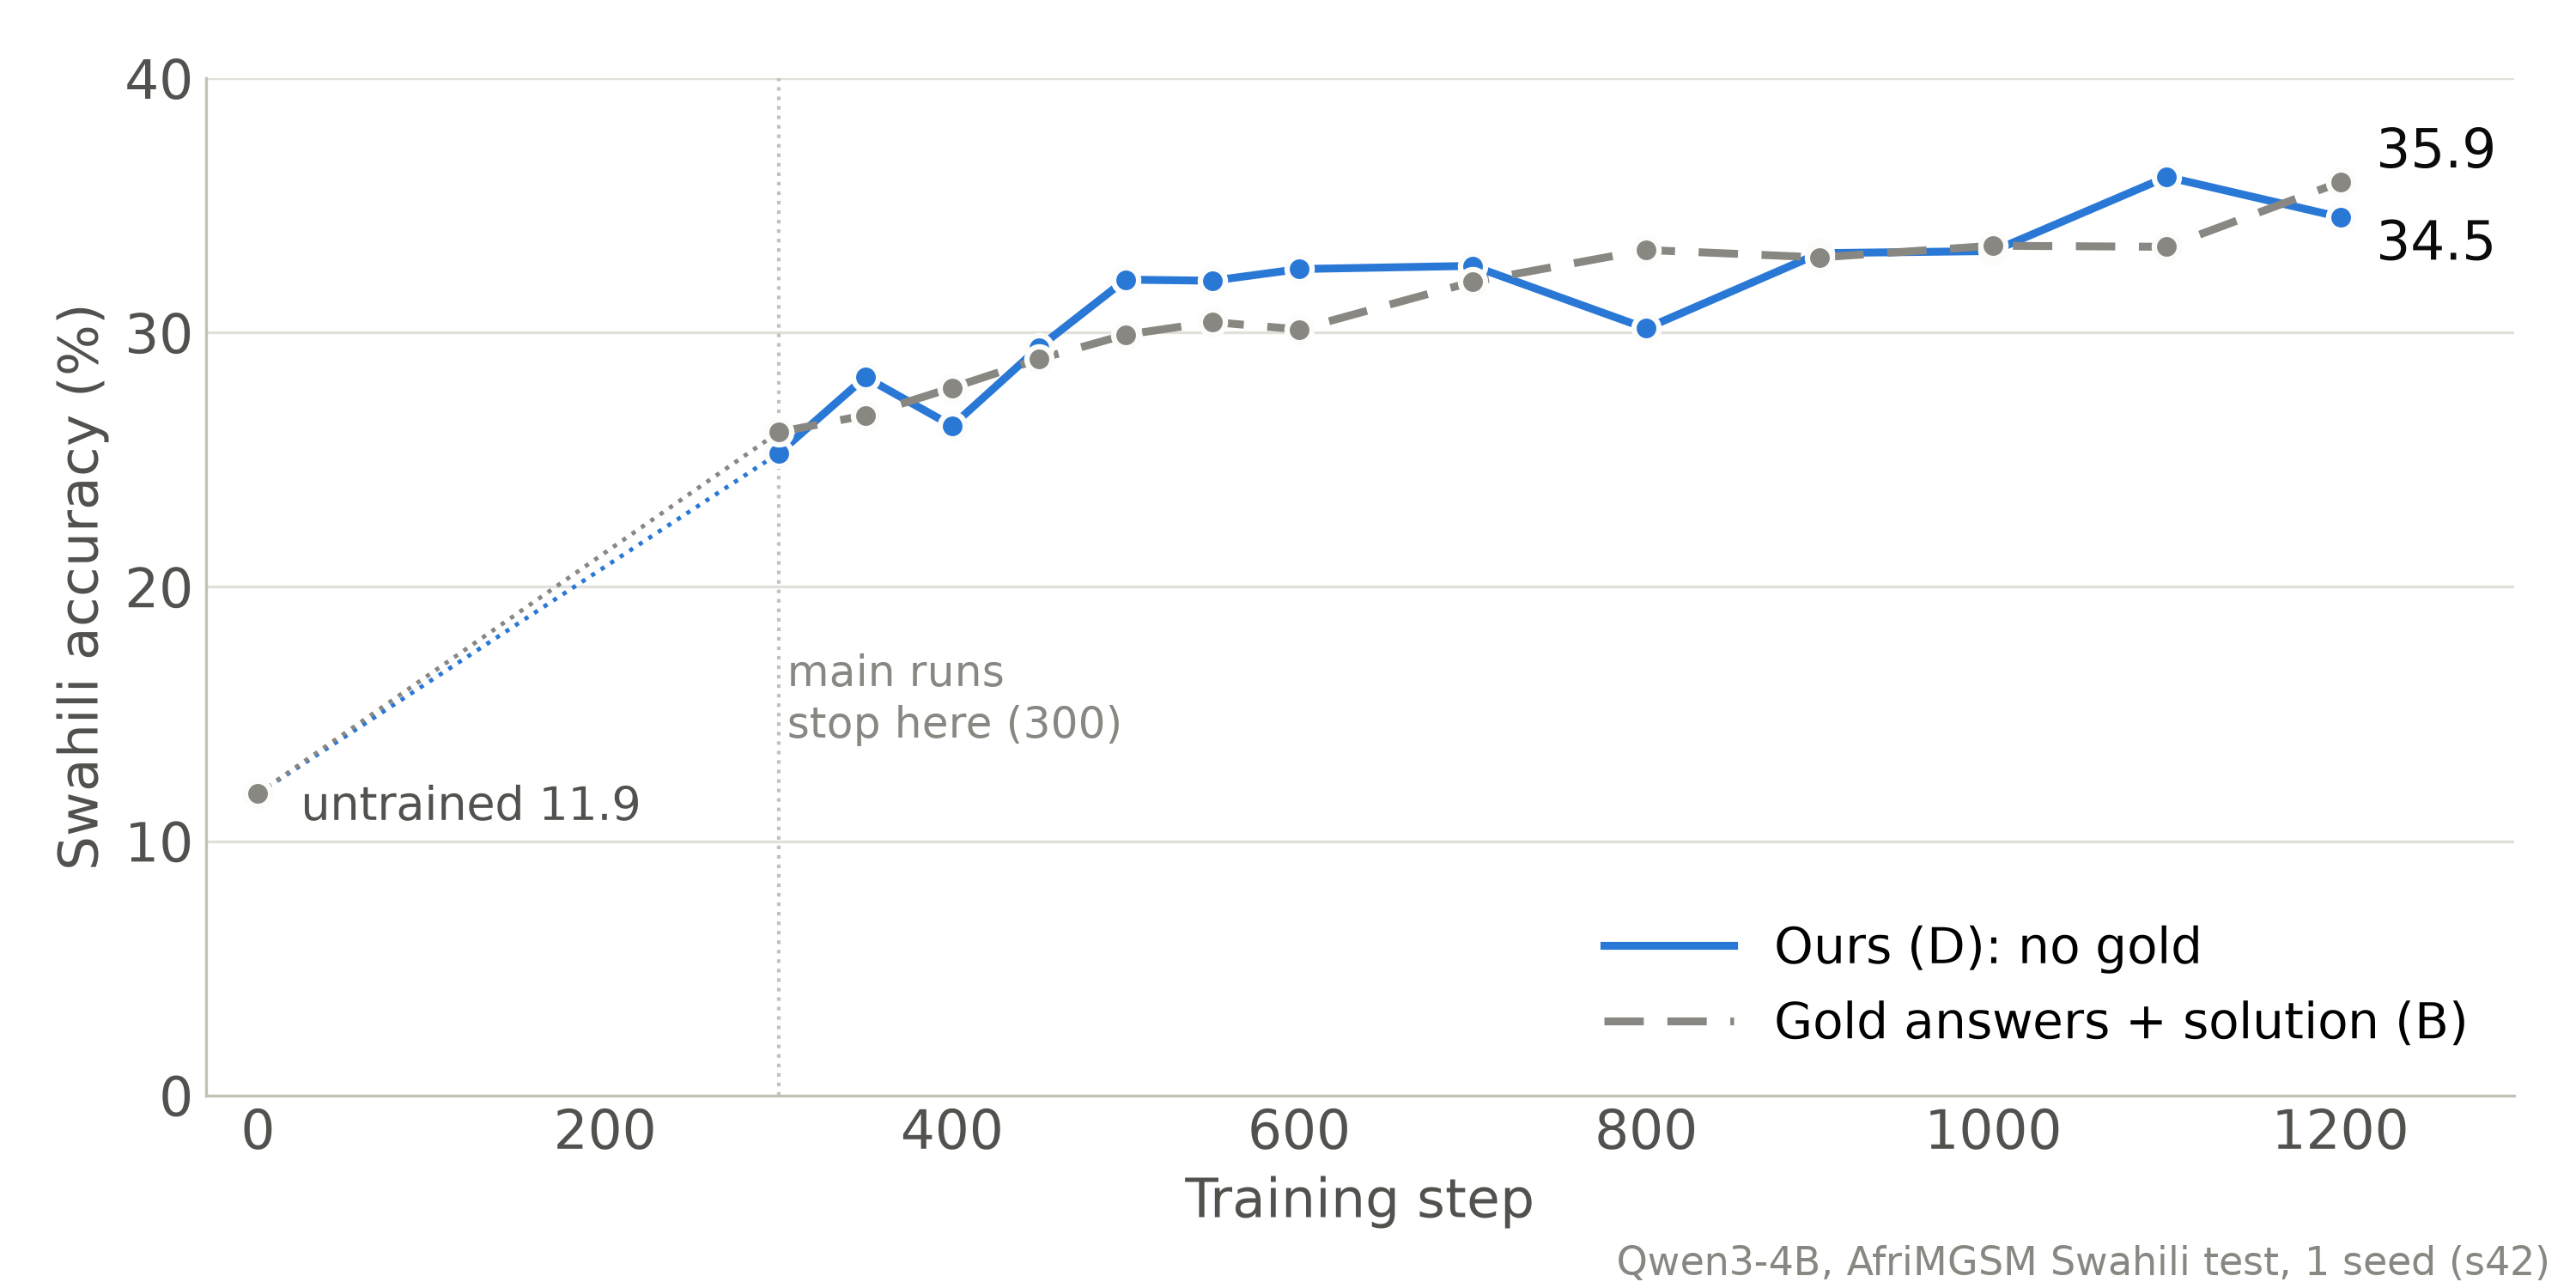 40
30
20
10
0
Swahili accuracy (%)
35.9
34.5
main runs
stop here (300)
untrained 11.9
Ours (D): no gold
Gold answers + solution (B)
0 200 400 600 800 1000 1200
Training step
Qwen3-4B, AfriMGSM Swahili test, 1 seed (s42)